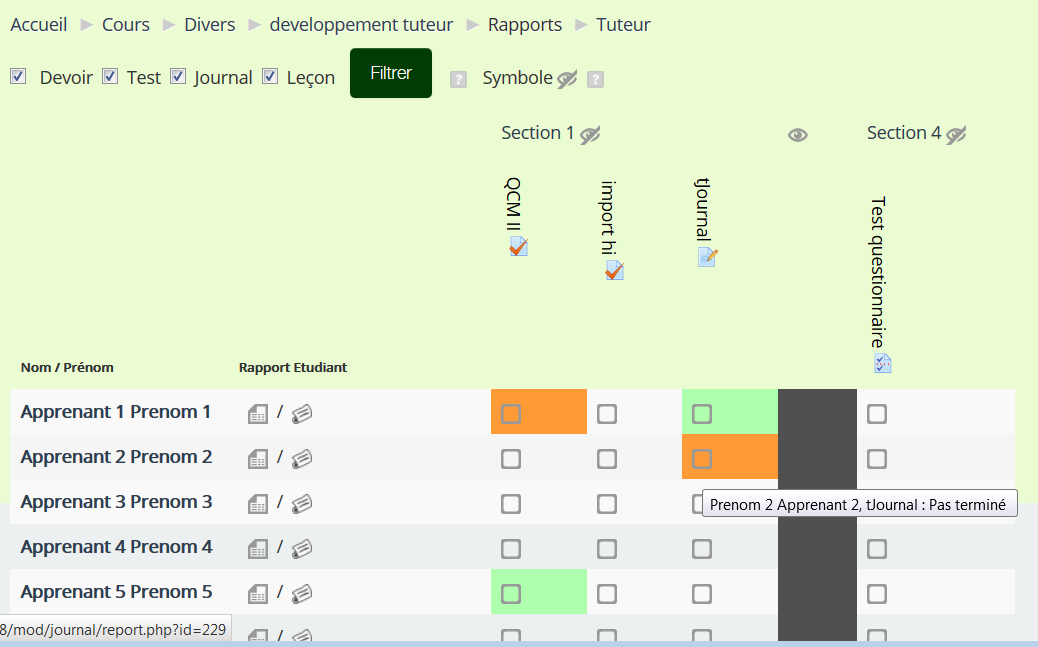 Accueil ► Cours ► Divers ► developpement tuteur ► Rapports ► Tuteur
Devoir Test Journal Leçon Filtrer ? Symbole ?
Section 1 Section 4
QCM II
import hi
tJournal
Test questionnaire
Nom / Prénom Rapport Etudiant
Apprenant 1 Prenom 1 /
Apprenant 2 Prenom 2 /
Apprenant 3 Prenom 3 /
Prenom 2 Apprenant 2, tJournal : Pas terminé
Apprenant 4 Prenom 4 /
Apprenant 5 Prenom 5 /
8/mod/journal/report.php?id=229 /